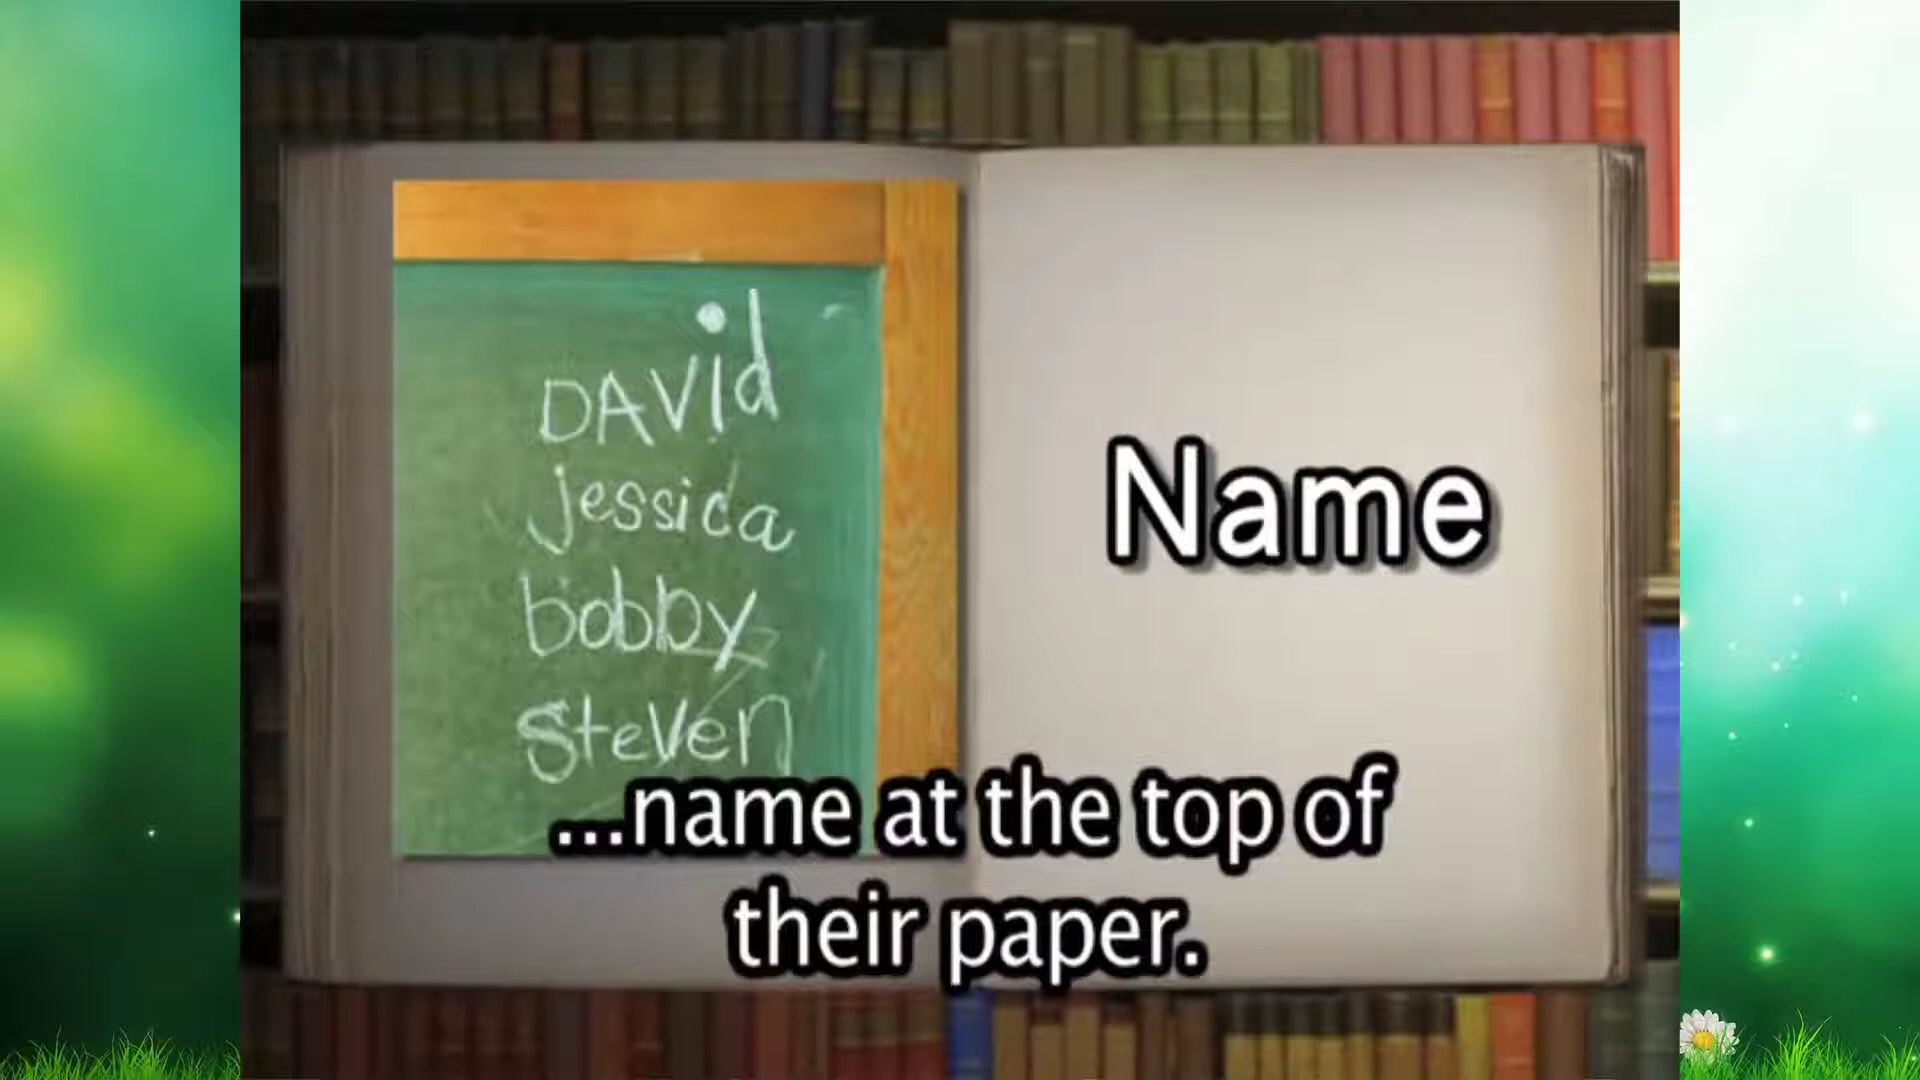 DAVid
jessica
bobby
steven
Name
...name at the top of
their paper.